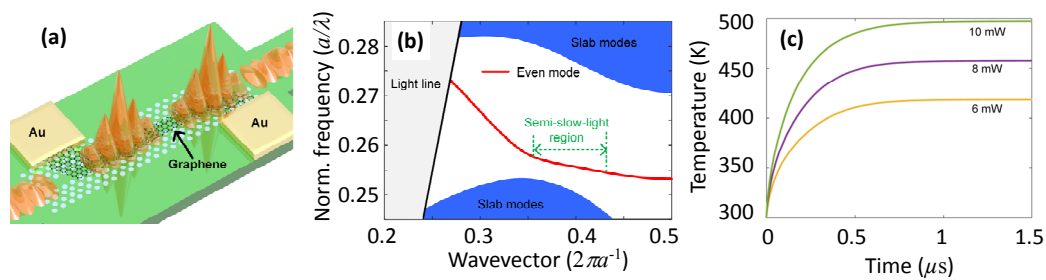 (a)
Au
Au
Graphene
(b)
Norm. frequency (a/λ)
0.28
0.27
0.26
0.25
Light line
Slab modes
Even mode
Semi-slow-light
region
Slab modes
0.2
0.3
0.4
0.5
Wavevector (2πa⁻¹)
(c)
Temperature (K)
500
450
400
350
300
10 mW
8 mW
6 mW
0
0.5
1.0
1.5
Time (μs)